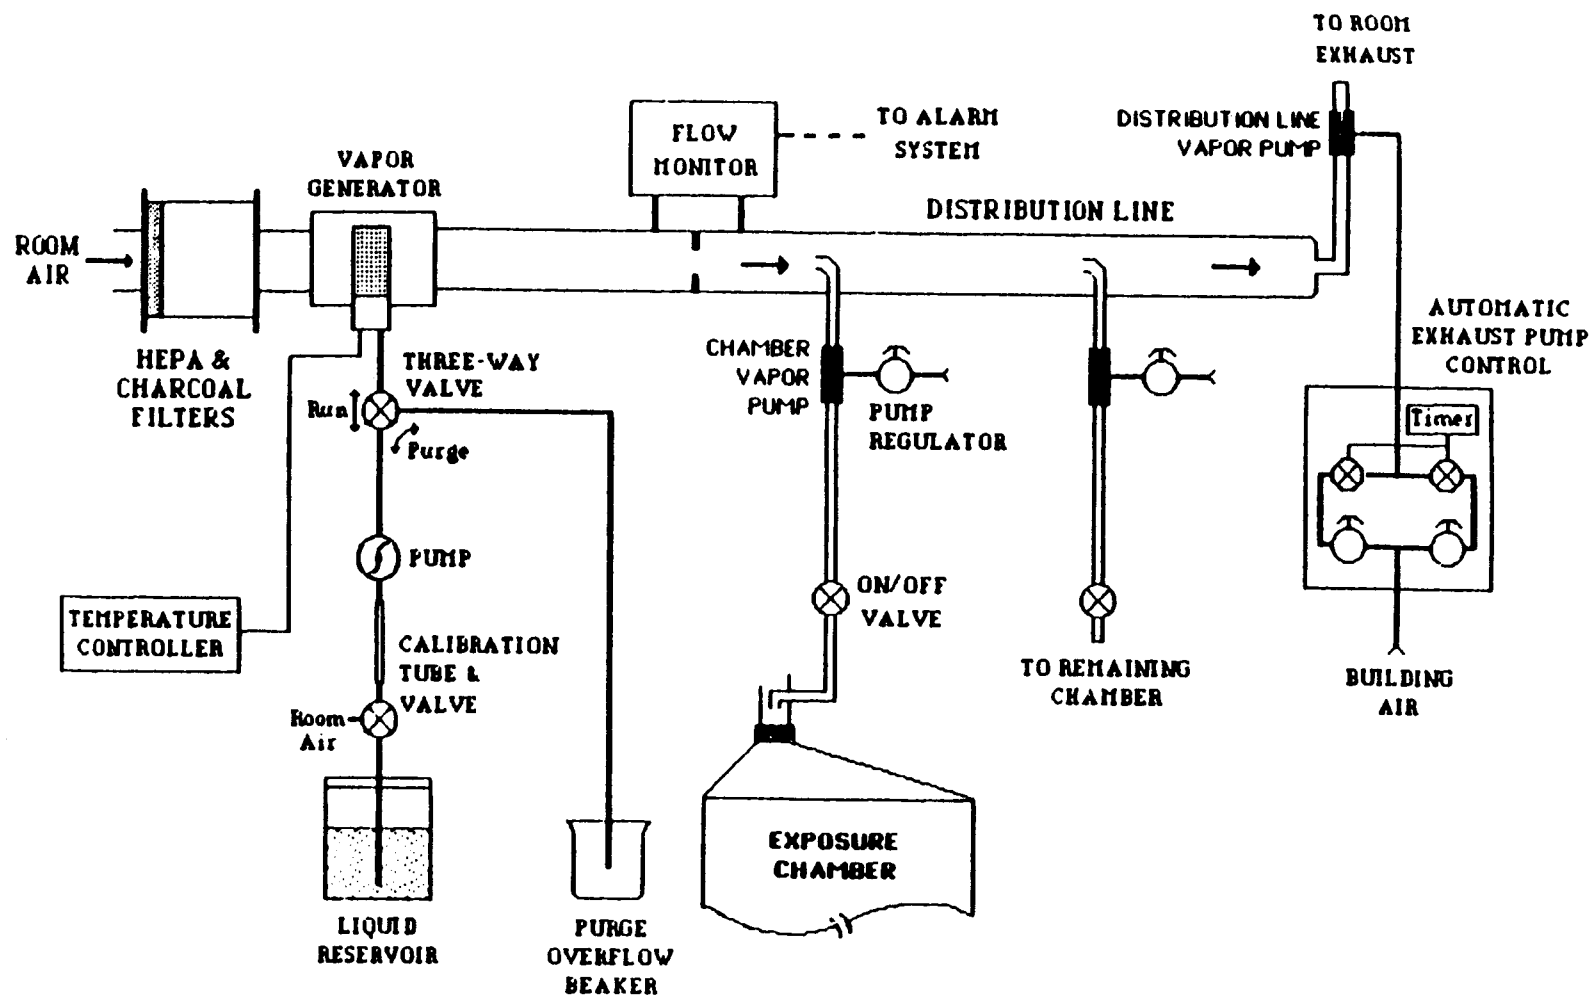 TO ROOM
EXHAUST
DISTRIBUTION LINE
VAPOR PUMP
FLOW
MONITOR
TO ALARM
SYSTEM
VAPOR
GENERATOR
DISTRIBUTION LINE
ROOM
AIR
HEPA &
CHARCOAL
FILTERS
THREE-WAY
VALVE
Run
Purge
CHAMBER
VAPOR
PUMP
PUMP
REGULATOR
AUTOMATIC
EXHAUST PUMP
CONTROL
Timer
PUMP
TEMPERATURE
CONTROLLER
CALIBRATION
TUBE &
VALVE
Room
Air
ON/OFF
VALVE
TO REMAINING
CHAMBER
BUILDING
AIR
EXPOSURE
CHAMBER
LIQUID
RESERVOIR
PURGE
OVERFLOW
BEAKER